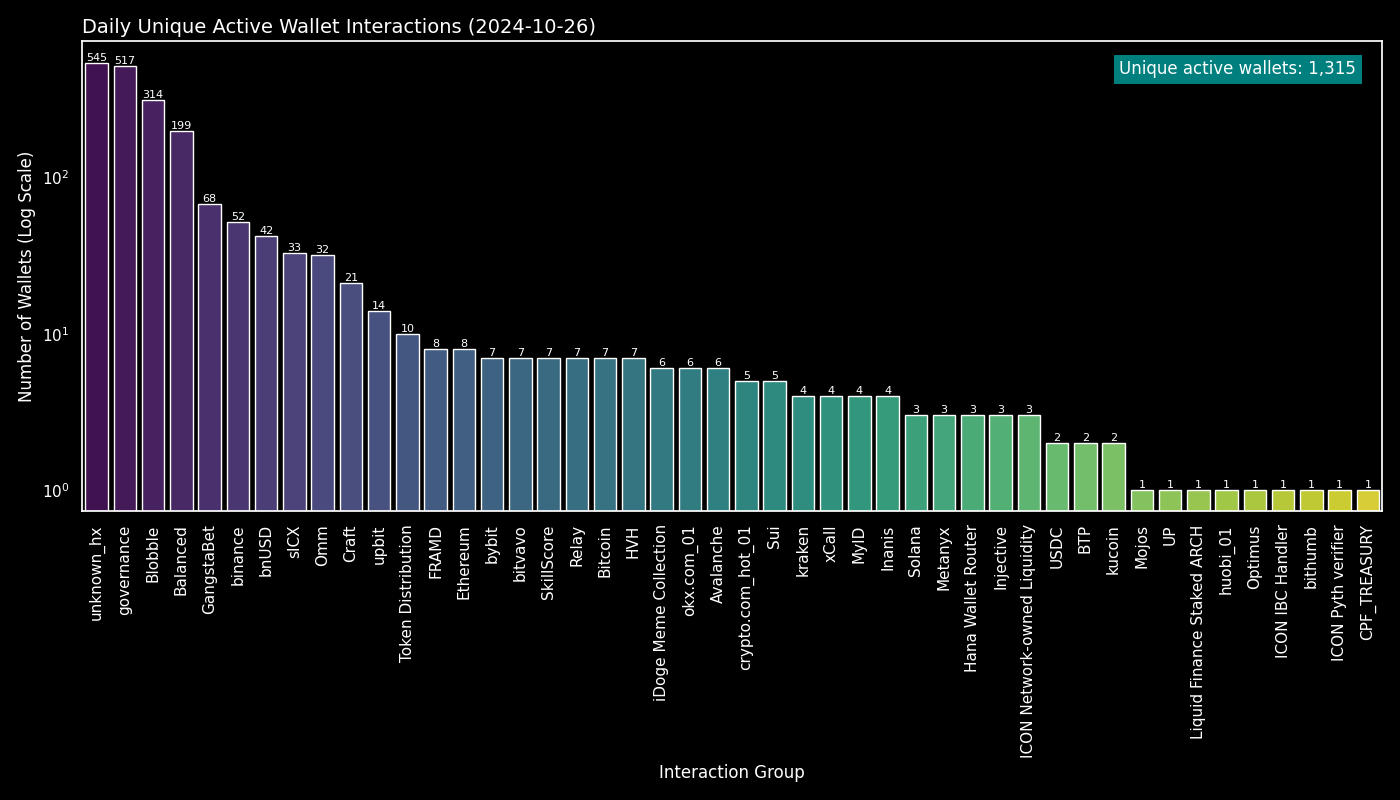 Daily Unique Active Wallet Interactions (2024-10-26)
Unique active wallets: 1,315
Number of Wallets (Log Scale)
10²
10¹
10⁰
545
517
314
199
68
52
42
33
32
21
14
10
8
8
7
7
7
7
7
7
6
6
6
5
5
4
4
4
4
3
3
3
3
3
2
2
2
1
1
1
1
1
1
1
1
1
unknown_hx
governance
Blobble
Balanced
GangstaBet
binance
bnUSD
sICX
Omm
Craft
upbit
Token Distribution
FRAMD
Ethereum
bybit
bitvavo
SkillScore
Relay
Bitcoin
HVH
iDoge Meme Collection
okx.com_01
Avalanche
crypto.com_hot_01
Sui
kraken
xCall
MyID
Inanis
Solana
Metanyx
Hana Wallet Router
Injective
ICON Network-owned Liquidity
USDC
BTP
kucoin
Mojos
UP
Liquid Finance Staked ARCH
huobi_01
Optimus
ICON IBC Handler
bithumb
ICON Pyth verifier
CPF_TREASURY
Interaction Group